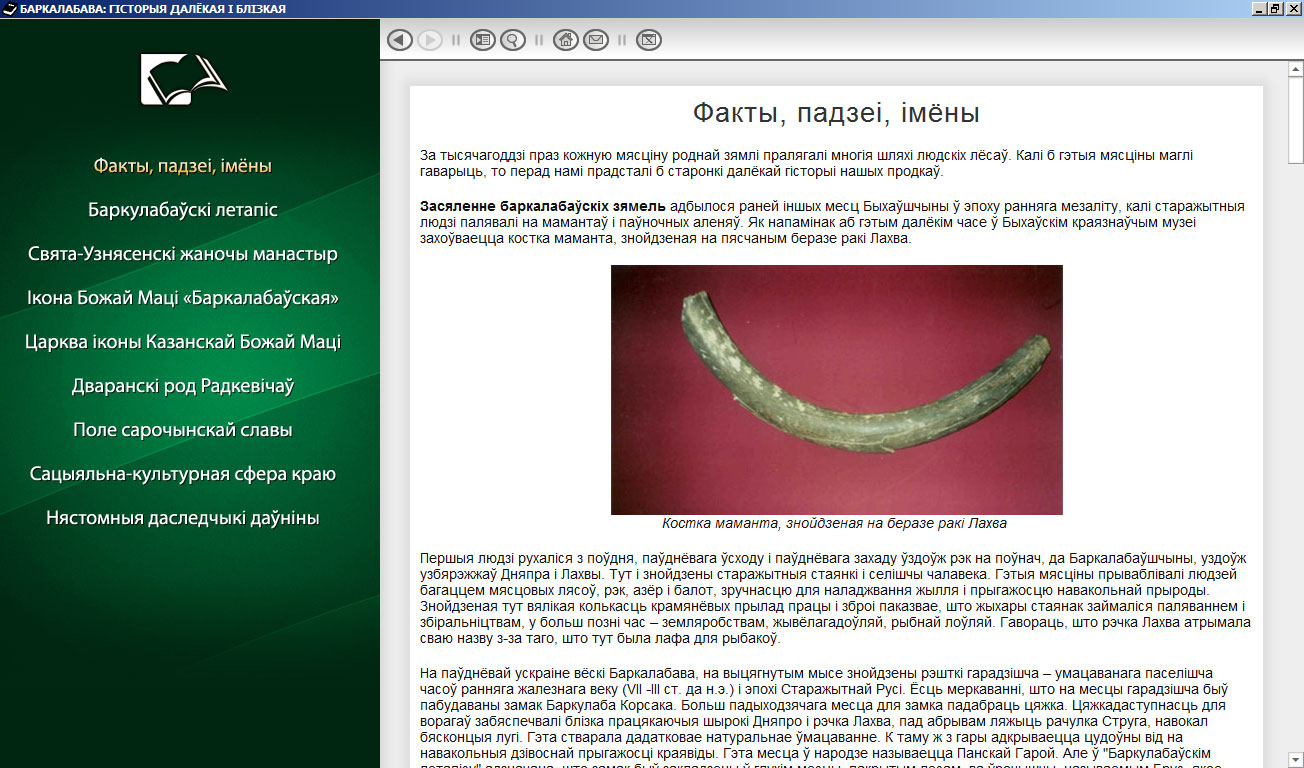 БАРКАЛАБАВА: ГІСТОРЫЯ ДАЛЁКАЯ І БЛІЗКАЯ
Факты, падзеі, імёны
Баркулабаўскі летапіс
Свята-Узнясенскі жаночы манастыр
Ікона Божай Маці «Баркалабаўская»
Царква іконы Казанскай Божай Маці
Дваранскі род Радкевічаў
Поле сарочынскай славы
Сацыяльна-культурная сфера краю
Нястомныя даследчыкі даўніны
Факты, падзеі, імёны
За тысячагоддзі праз кожную мясціну роднай зямлі пралягалі многія шляхі людскіх лёсаў. Калі б гэтыя мясціны маглі
гаварыць, то перад намі прадсталі б старонкі далёкай гісторыі нашых продкаў.
Засяленне баркалабаўскіх зямель адбылося раней іншых месц Быхаўшчыны ў эпоху ранняга мезаліту, калі старажытныя
людзі палявалі на мамантаў і паўночных аленяў. Як напамінак аб гэтым далёкім часе ў Быхаўскім краязнаўчым музеі
захоўваецца костка маманта, знойдзеная на пясчаным беразе ракі Лахва.
Костка маманта, знойдзеная на беразе ракі Лахва
Першыя людзі рухаліся з поўдня, паўднёвага ўсходу і паўднёвага захаду ўздоўж рэк на поўнач, да Баркалабаўшчыны, уздоўж
узбярэжжаў Дняпра і Лахвы. Тут і знойдзены старажытныя стаянкі і селішчы чалавека. Гэтыя мясціны прываблівалі людзей
багаццем мясцовых лясоў, рэк, азёр і балот, зручнасцю для наладжвання жылля і прыгажосцю навакольнай прыроды.
Знойдзеная тут вялікая колькасць крамянёвых прылад працы і зброі паказвае, што жыхары стаянак займаліся паляваннем і
збіральніцтвам, у больш позні час – земляробствам, жывёлагадоўляй, рыбнай лоўляй. Гавораць, што рэчка Лахва атрымала
сваю назву з-за таго, што тут была лафа для рыбакоў.
На паўднёвай ускраіне вёскі Баркалабава, на выцягнутым мысе знойдзены рэшткі гарадзішча – умацаванага паселішча
часоў ранняга жалезнага веку (VII -III ст. да н.э.) і эпохі Старажытнай Русі. Ёсць меркаванні, што на месцы гарадзішча быў
пабудаваны замак Баркулаба Корсака. Больш падыходзячага месца для замка падабраць цяжка. Цяжкадаступнасць для
ворагаў забяспечвалі блізка працякаючыя шырокі Дняпро і рэчка Лахва, пад абрывам ляжыць рачулка Струга, навокал
бясконцыя лугі. Гэта стварала дадатковае натуральнае ўмацаванне. К таму ж з гары адкрываецца цудоўны від на
навакольныя дзівоснай прыгажосці краявіды. Гэта месца ў народзе называецца Панскай Гарой. Але ў "Баркулабаўскім